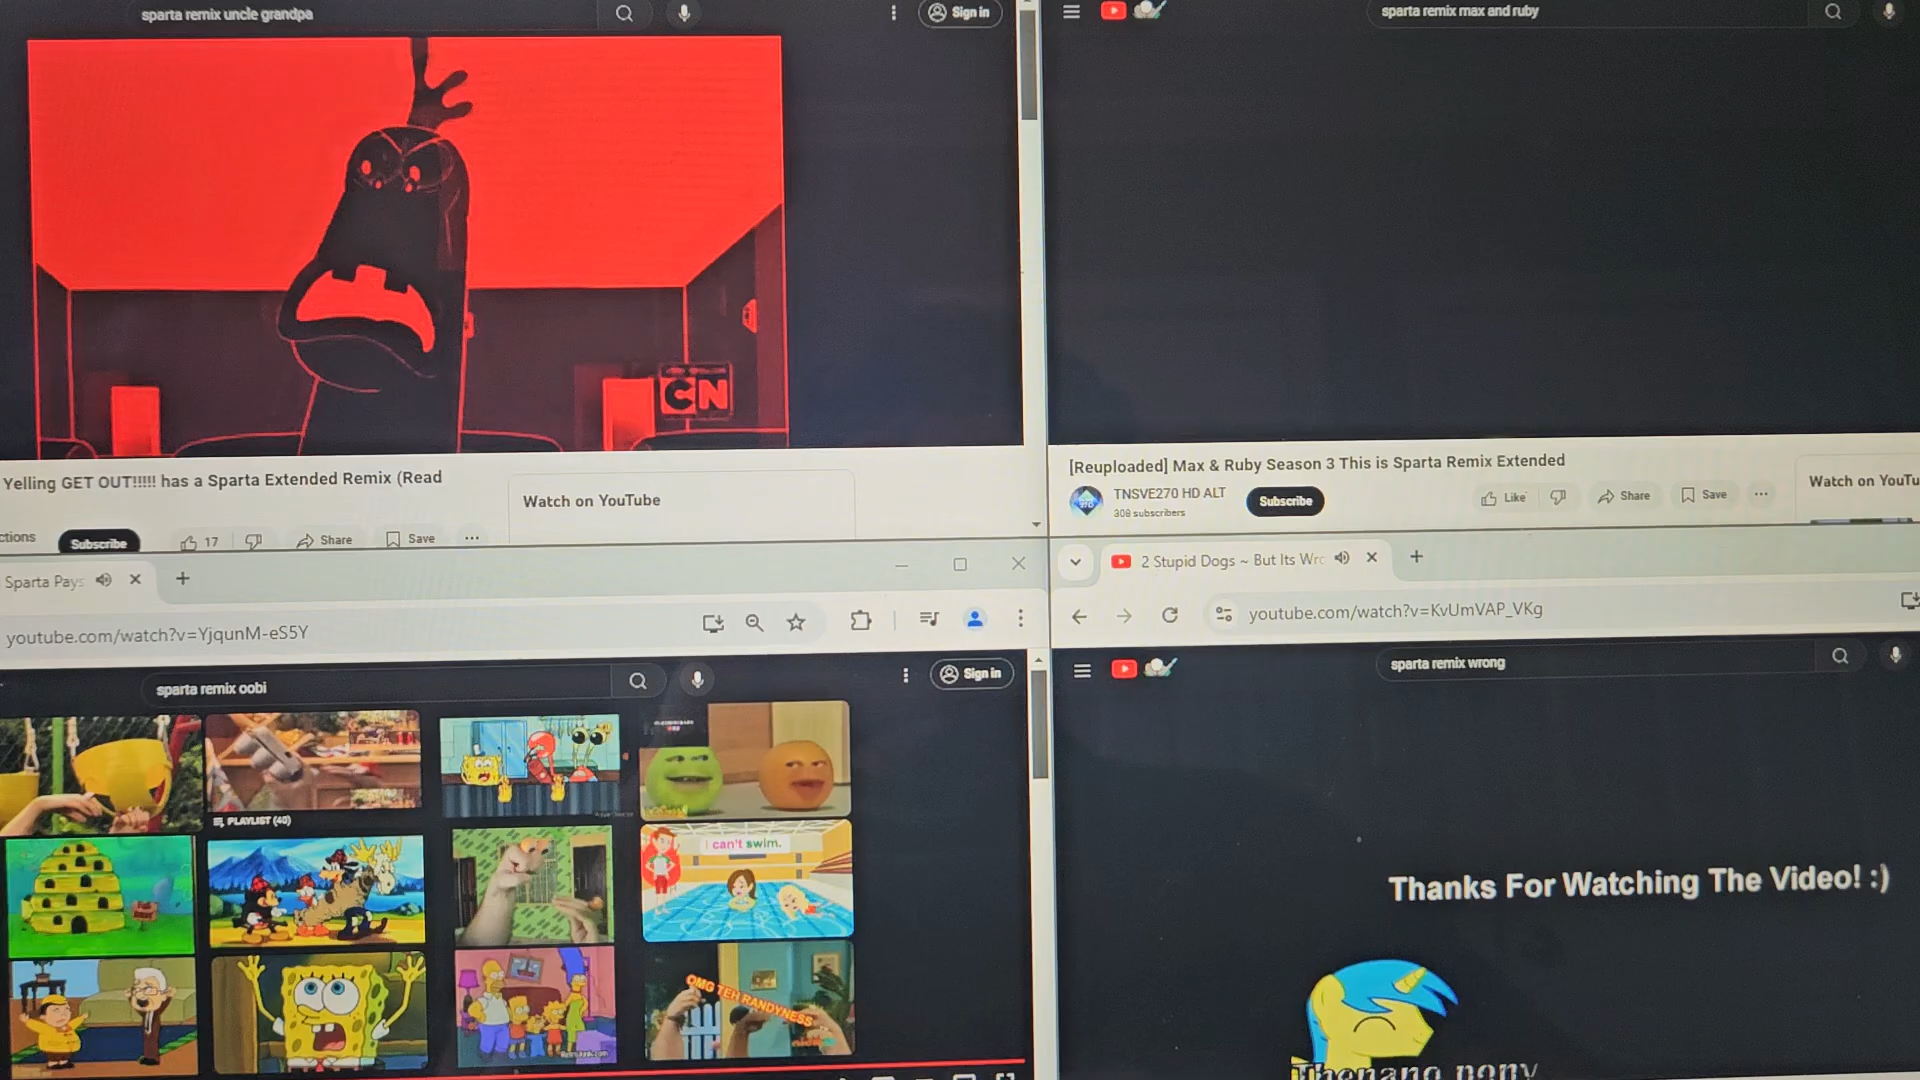 sparta remix uncle grandpa
Sign in
CN
Yelling GET OUT!!!!! has a Sparta Extended Remix (Read
Watch on YouTube
ctions
Subscribe
17
Share
Save
sparta remix max and ruby
[Reuploaded] Max & Ruby Season 3 This is Sparta Remix Extended
TNSVE270 HD ALT
308 subscribers
Subscribe
Like
Share
Save
Watch on YouTu
Sparta Pays
youtube.com/watch?v=YjqunM-eS5Y
sparta remix oobi
Sign in
PLAYLIST (40)
I can't swim.
OMG TEH RANDYNESS
2 Stupid Dogs ~ But Its Wro
youtube.com/watch?v=KvUmVAP_VKg
sparta remix wrong
Thanks For Watching The Video! :)
Thenano pony